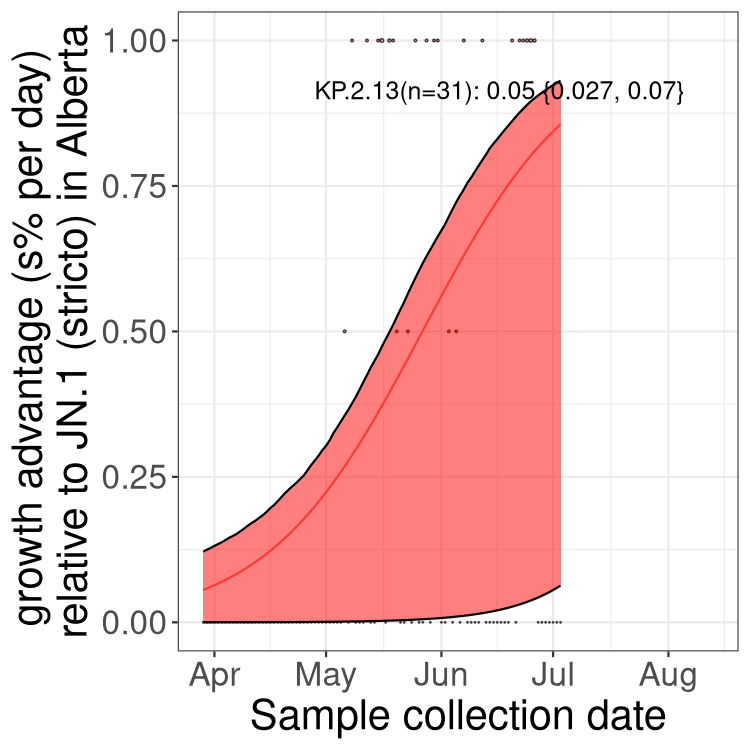 growth advantage (s% per day)
relative to JN.1 (stricto) in Alberta
1.00
0.75
0.50
0.25
0.00
KP.2.13(n=31): 0.05 {0.027, 0.07}
Apr May Jun Jul Aug
Sample collection date